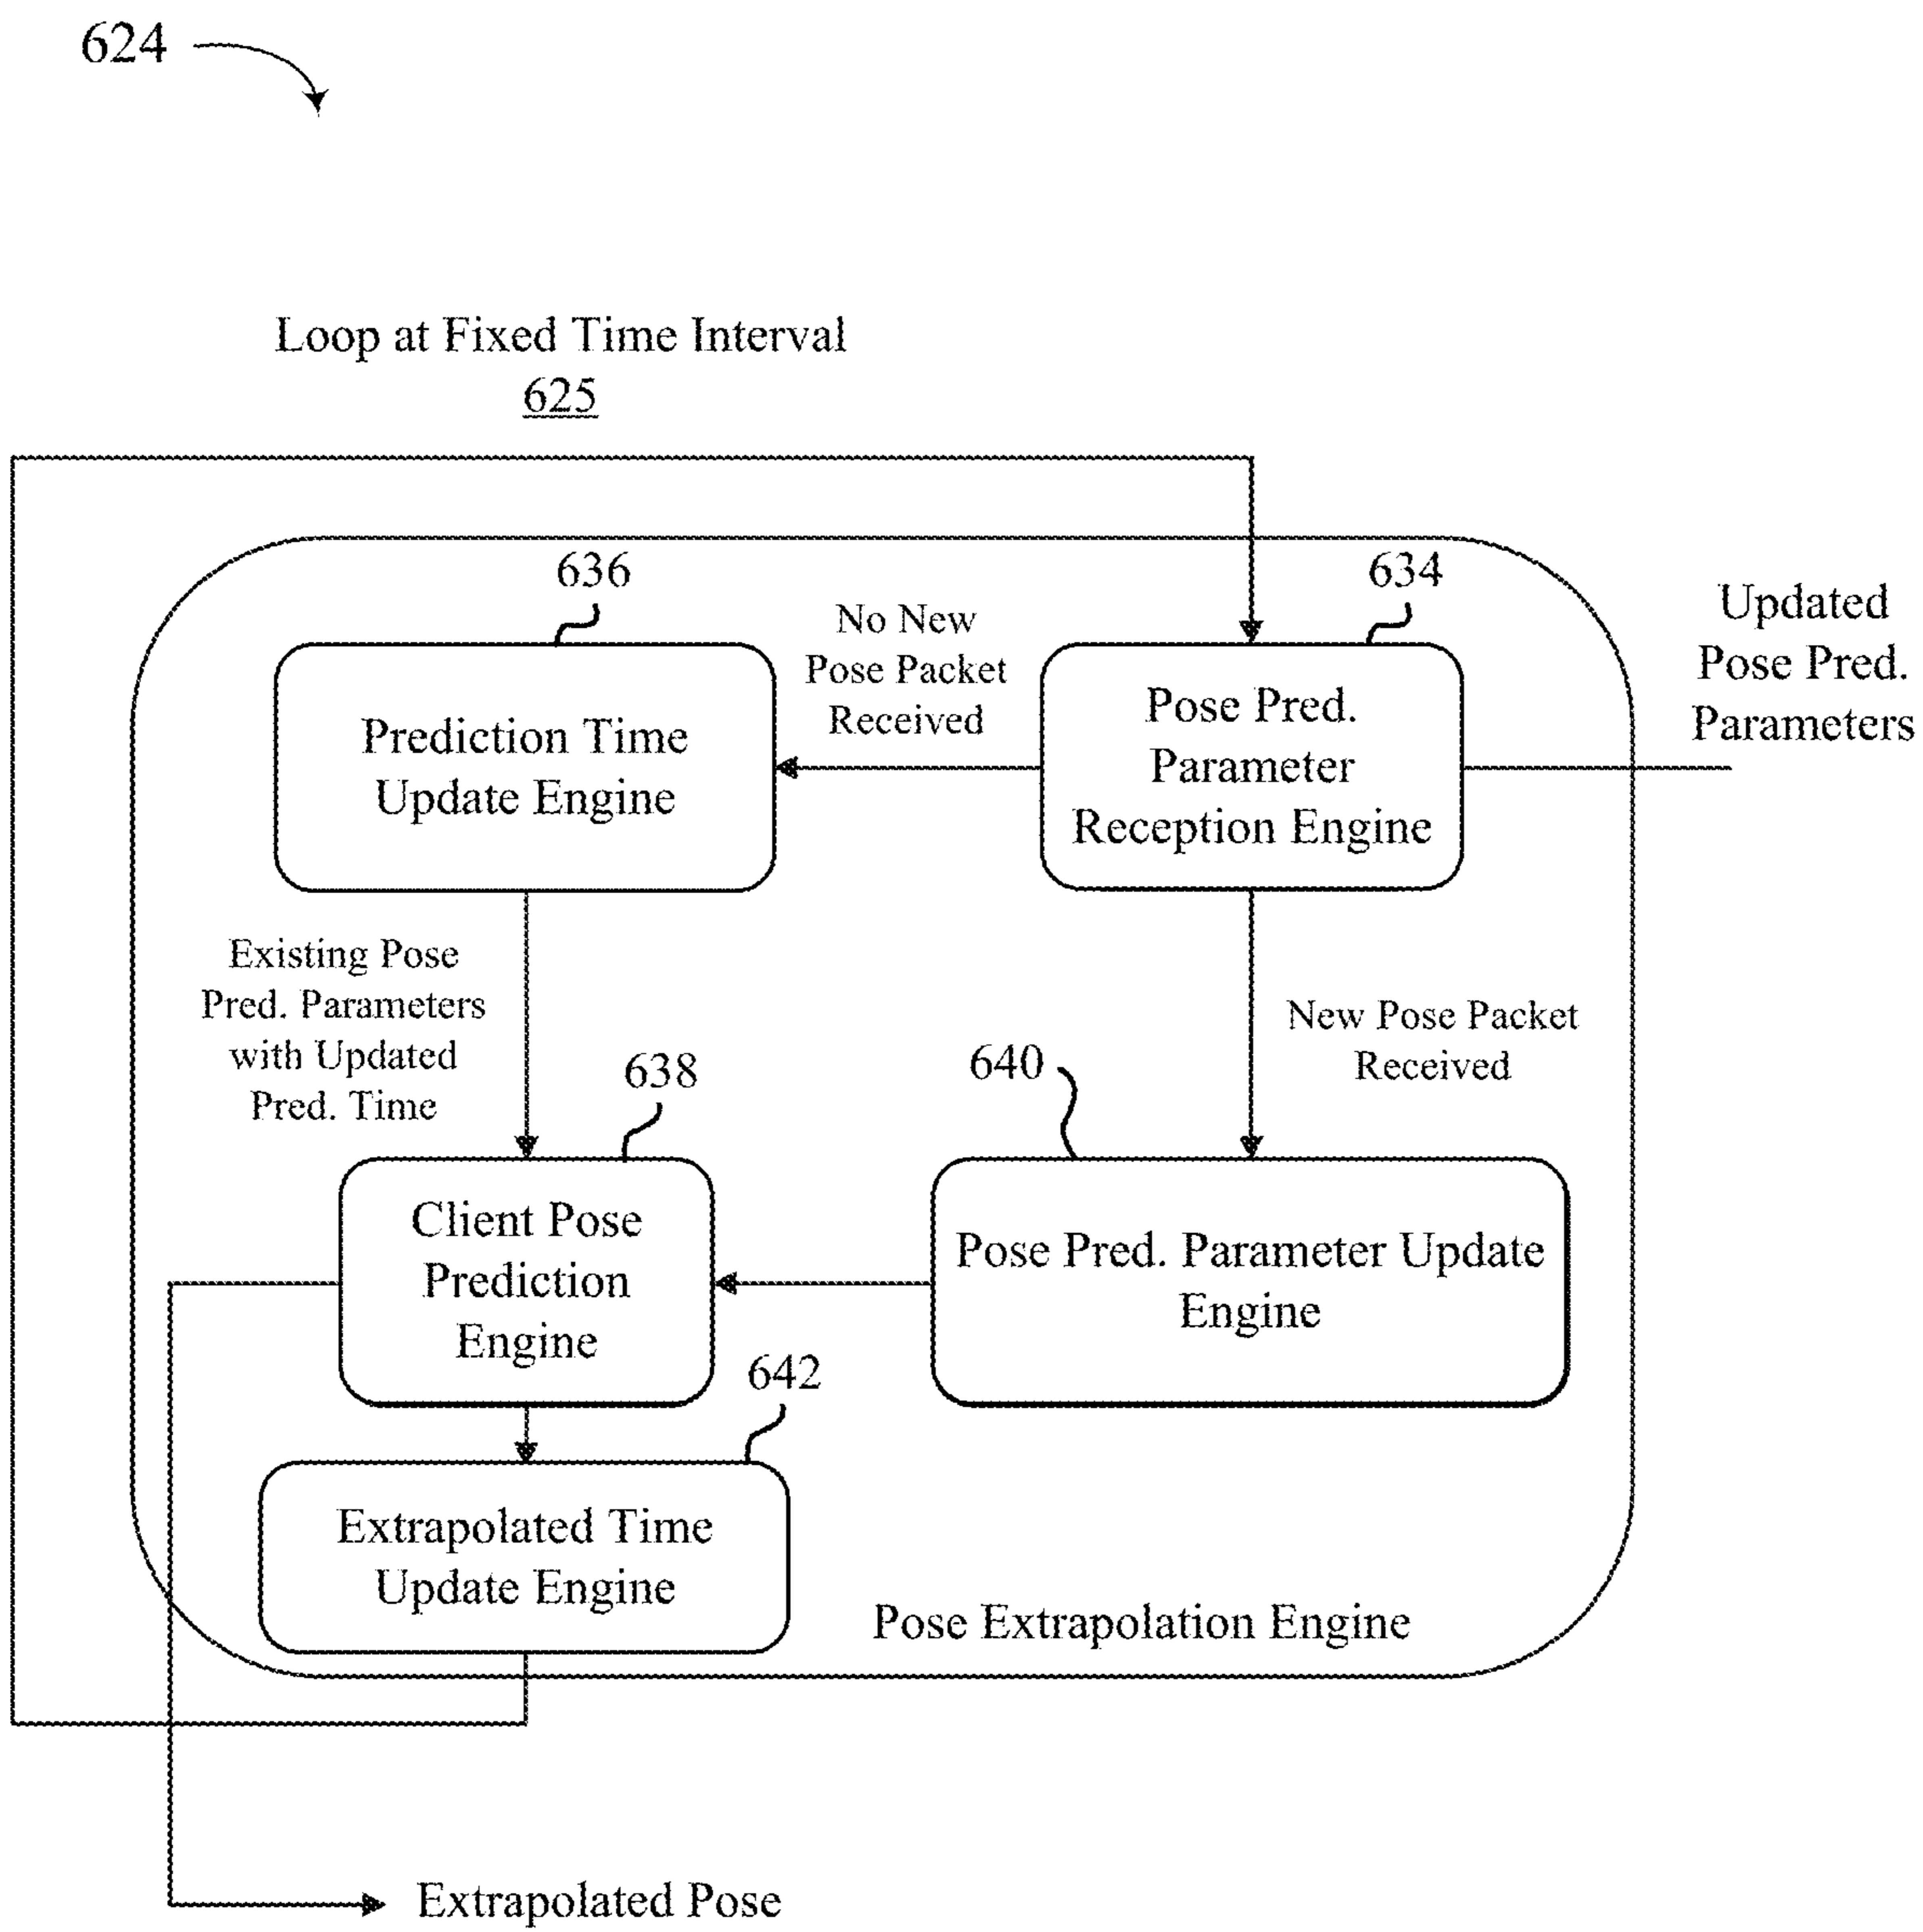 624
Loop at Fixed Time Interval
625
636
634
No New
Pose Packet
Received
Updated
Pose Pred.
Parameters
Prediction Time
Update Engine
Pose Pred.
Parameter
Reception Engine
Existing Pose
Pred. Parameters
with Updated
Pred. Time
New Pose Packet
Received
638
640
Client Pose
Prediction
Engine
Pose Pred. Parameter Update
Engine
642
Extrapolated Time
Update Engine
Pose Extrapolation Engine
Extrapolated Pose